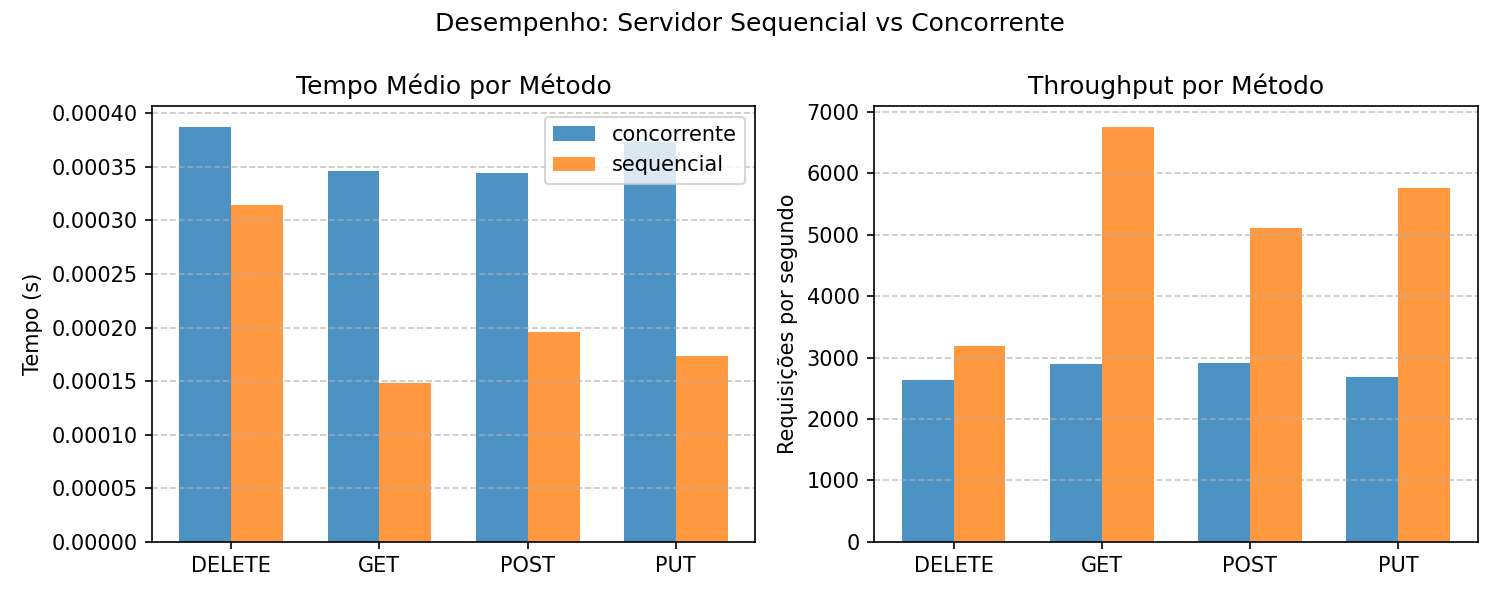 Desempenho: Servidor Sequencial vs Concorrente
Tempo Médio por Método
0.00040
0.00035
0.00030
0.00025
0.00020
0.00015
0.00010
0.00005
0.00000
Tempo (s)
concorrente
sequencial
DELETE GET POST PUT
Throughput por Método
7000
6000
5000
4000
3000
2000
1000
0
Requisições por segundo
DELETE GET POST PUT